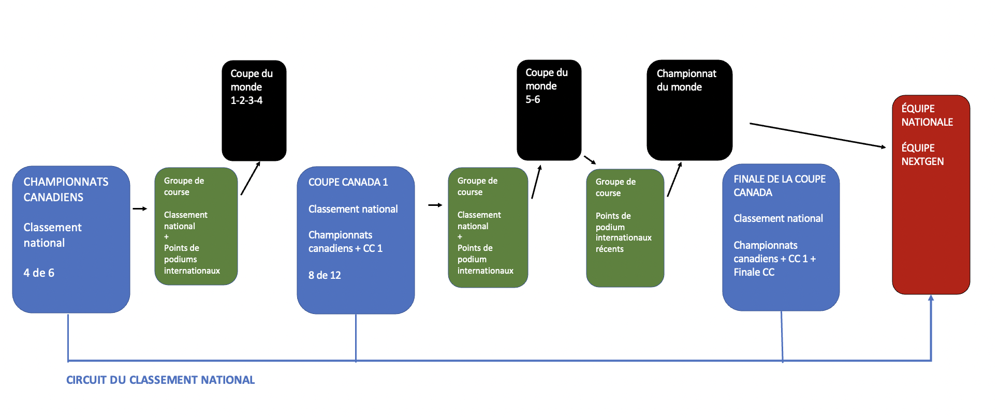 Coupe du
monde
1-2-3-4
Coupe du
monde
5-6
Championnat
du monde
ÉQUIPE
NATIONALE
ÉQUIPE
NEXTGEN
CHAMPIONNATS
CANADIENS
Classement
national
4 de 6
Groupe de
course
Classement
national
+
Points de
podiums
internationaux
COUPE CANADA 1
Classement national
Championnats
canadiens + CC 1
8 de 12
Groupe de
course
Classement
national
+
Points de
podium
internationaux
Groupe de
course
Points de
podium
internationaux
récents
FINALE DE LA COUPE
CANADA
Classement national
Championnats
canadiens + CC 1 +
Finale CC
CIRCUIT DU CLASSEMENT NATIONAL